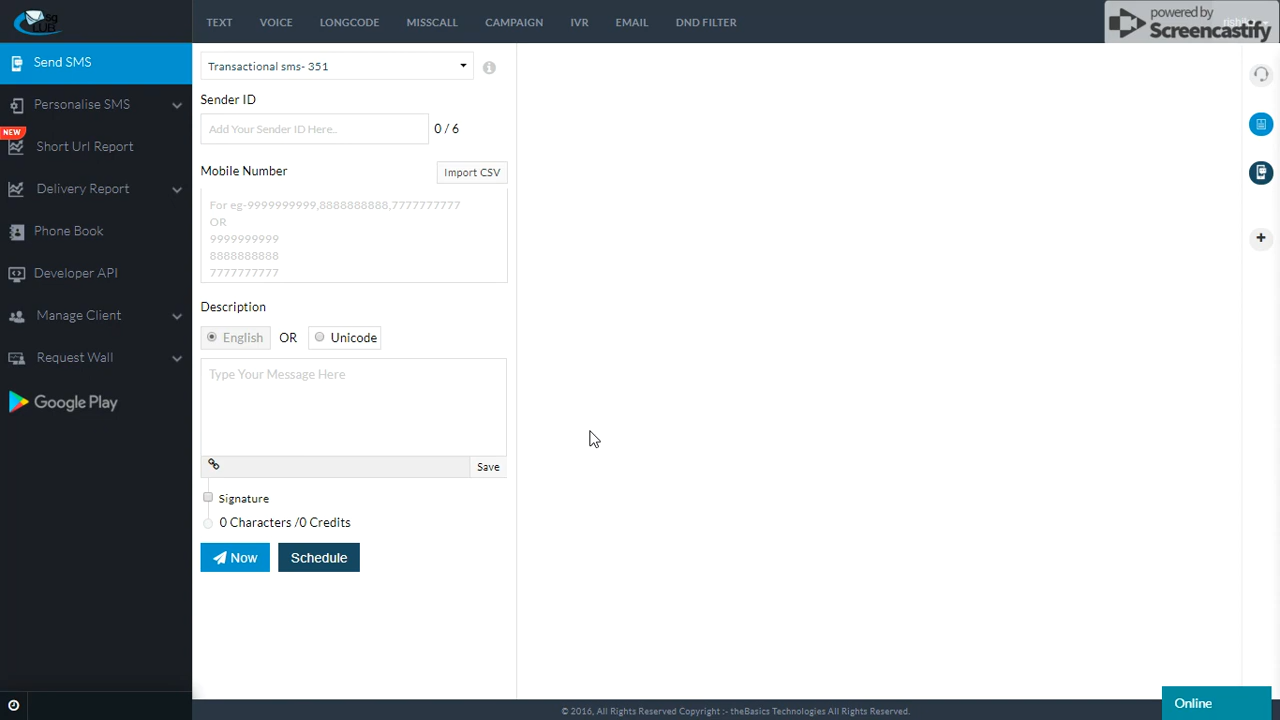 TEXT
VOICE
LONGCODE
MISSCALL
CAMPAIGN
IVR
EMAIL
DND FILTER
powered by
Screencastify
Send SMS
Personalise SMS
NEW
Short Url Report
Delivery Report
Phone Book
Developer API
Manage Client
Request Wall
Google Play
Transactional sms- 351
Sender ID
Add Your Sender ID Here..
0 / 6
Mobile Number
Import CSV
For eg-9999999999,8888888888,7777777777
OR
9999999999
8888888888
7777777777
Description
English
OR
Unicode
Type Your Message Here
Save
Signature
0 Characters /0 Credits
Now
Schedule
© 2016, All Rights Reserved Copyright :- theBasics Technologies All Rights Reserved.
Online